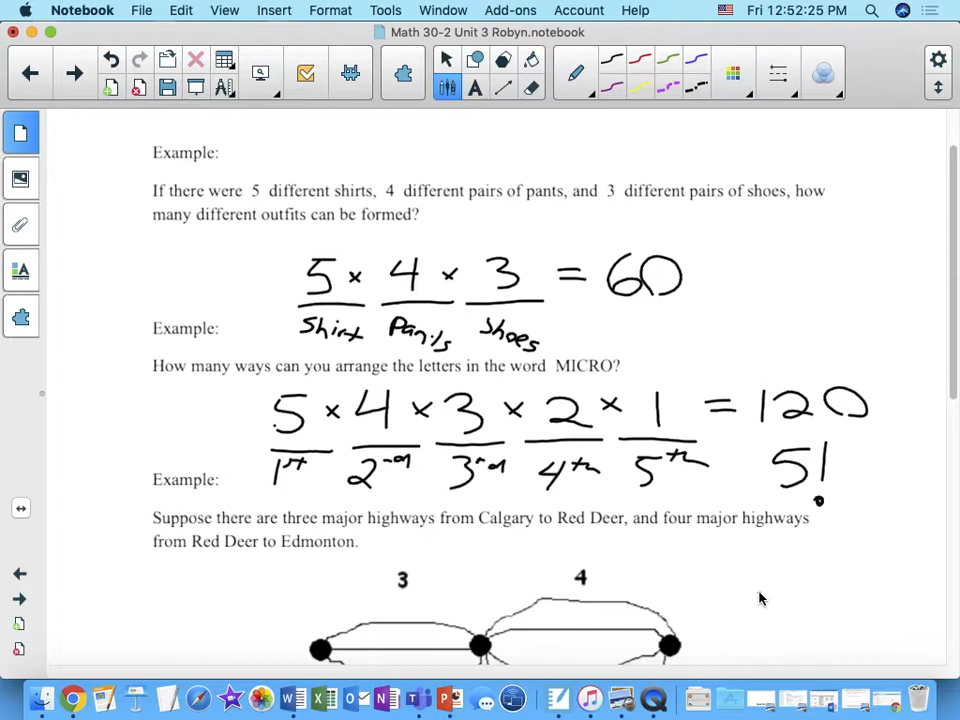 Notebook File Edit View Insert Format Tools Window Add-ons Account Help Fri 12:52:25 PM
Math 30-2 Unit 3 Robyn.notebook
Example:
If there were 5 different shirts, 4 different pairs of pants, and 3 different pairs of shoes, how
many different outfits can be formed?
5 × 4 × 3 = 60
Shirt Pants Shoes
Example:
How many ways can you arrange the letters in the word MICRO?
5 × 4 × 3 × 2 × 1 = 120
1st 2nd 3rd 4th 5th 5!
Example:
Suppose there are three major highways from Calgary to Red Deer, and four major highways
from Red Deer to Edmonton.
3 4